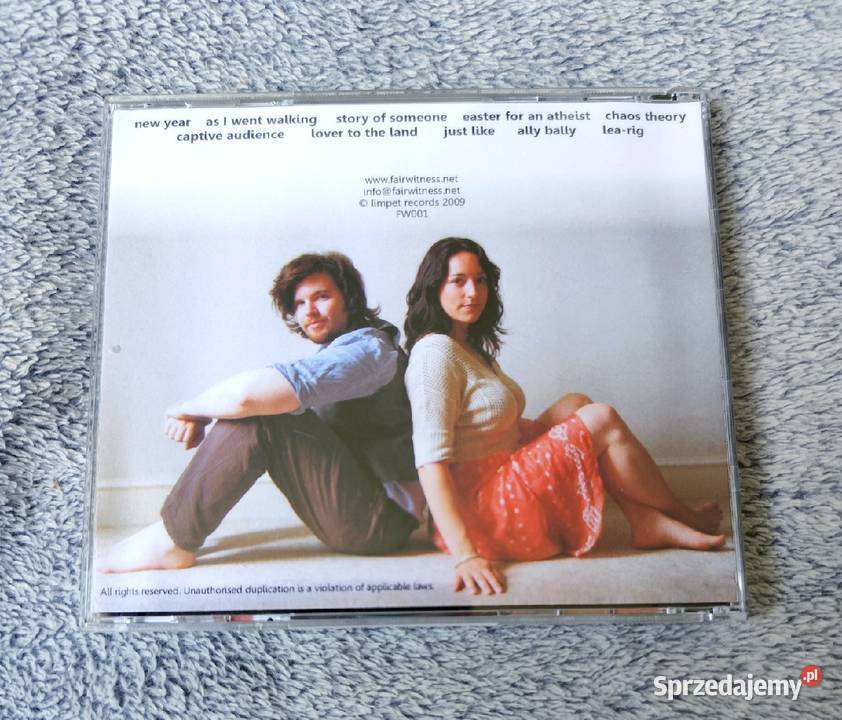 new year as I went walking story of someone easter for an atheist chaos theory
captive audience lover to the land just like ally bally lea-rig
www.fairwitness.net
info@fairwitness.net
© limpet records 2009
FW001
All rights reserved. Unauthorised duplication is a violation of applicable laws.
Sprzedajemy.pl